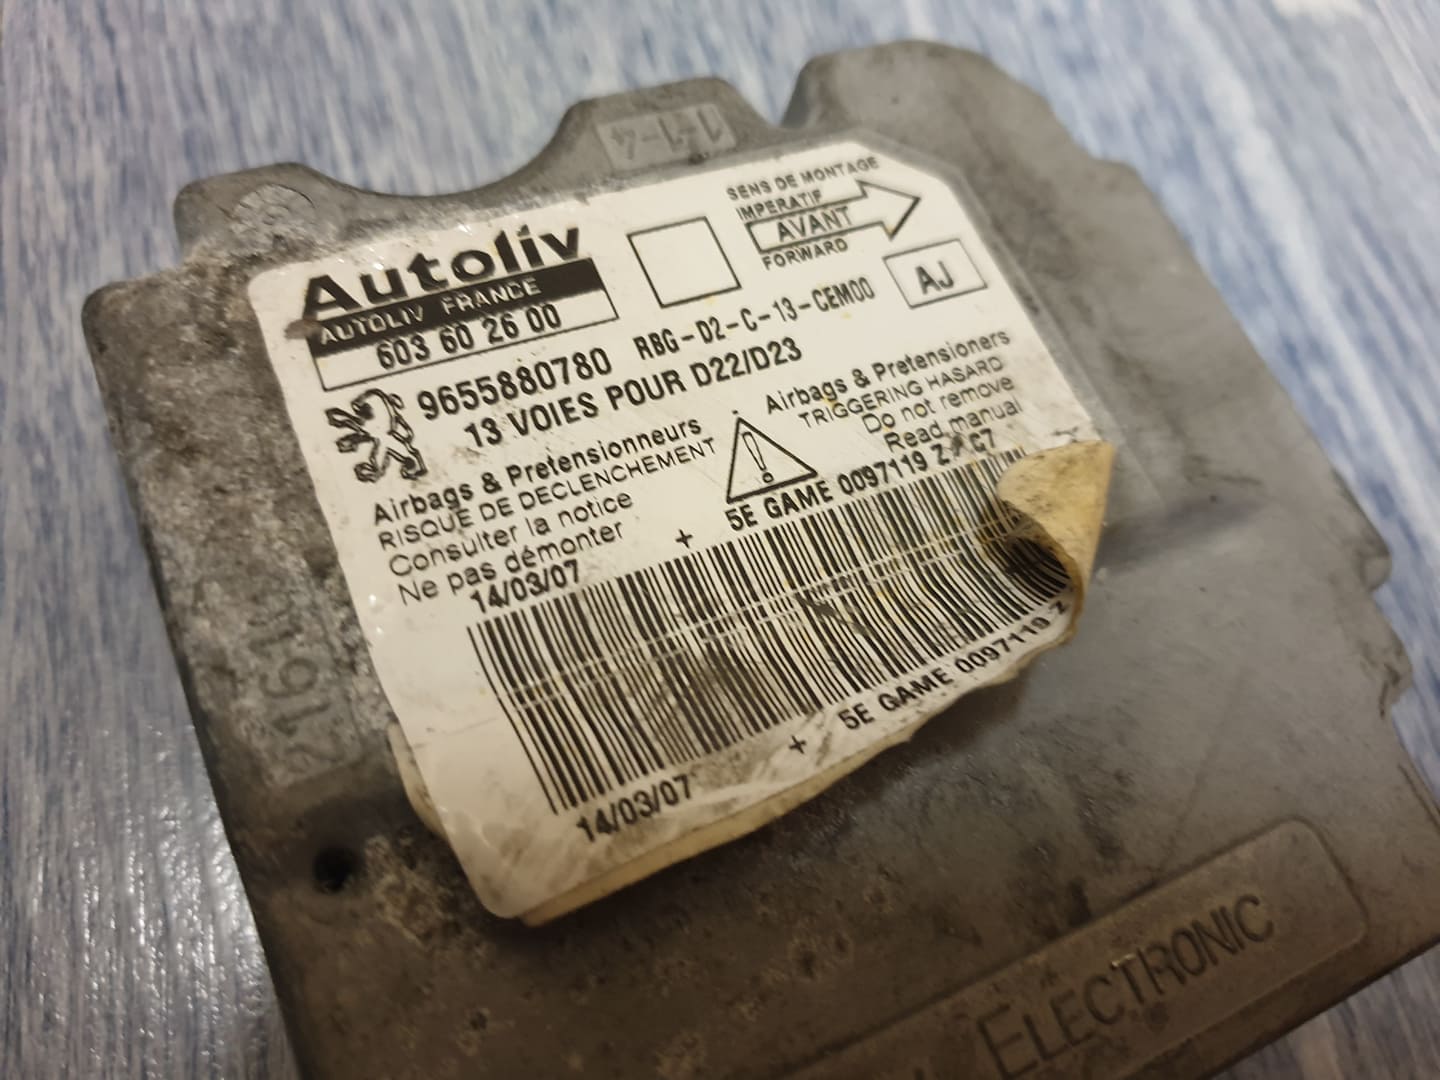 Autoliv
AUTOLIV FRANCE
603 60 26 00
SENS DE MONTAGE
IMPERATIF
AVANT
FORWARD
9655880780 RBG-D2-C-13-CEM00 AJ
13 VOIES POUR D22/D23
Airbags & Pretensionneurs
RISQUE DE DECLENCHEMENT
Consulter la notice
Ne pas démonter
Airbags & Pretensioners
TRIGGERING HASARD
Do not remove
Read manual
14/03/07 + 5E GAME 0097119 Z C7
14/03/07 + 5E GAME 0097119 Z
ELECTRONIC